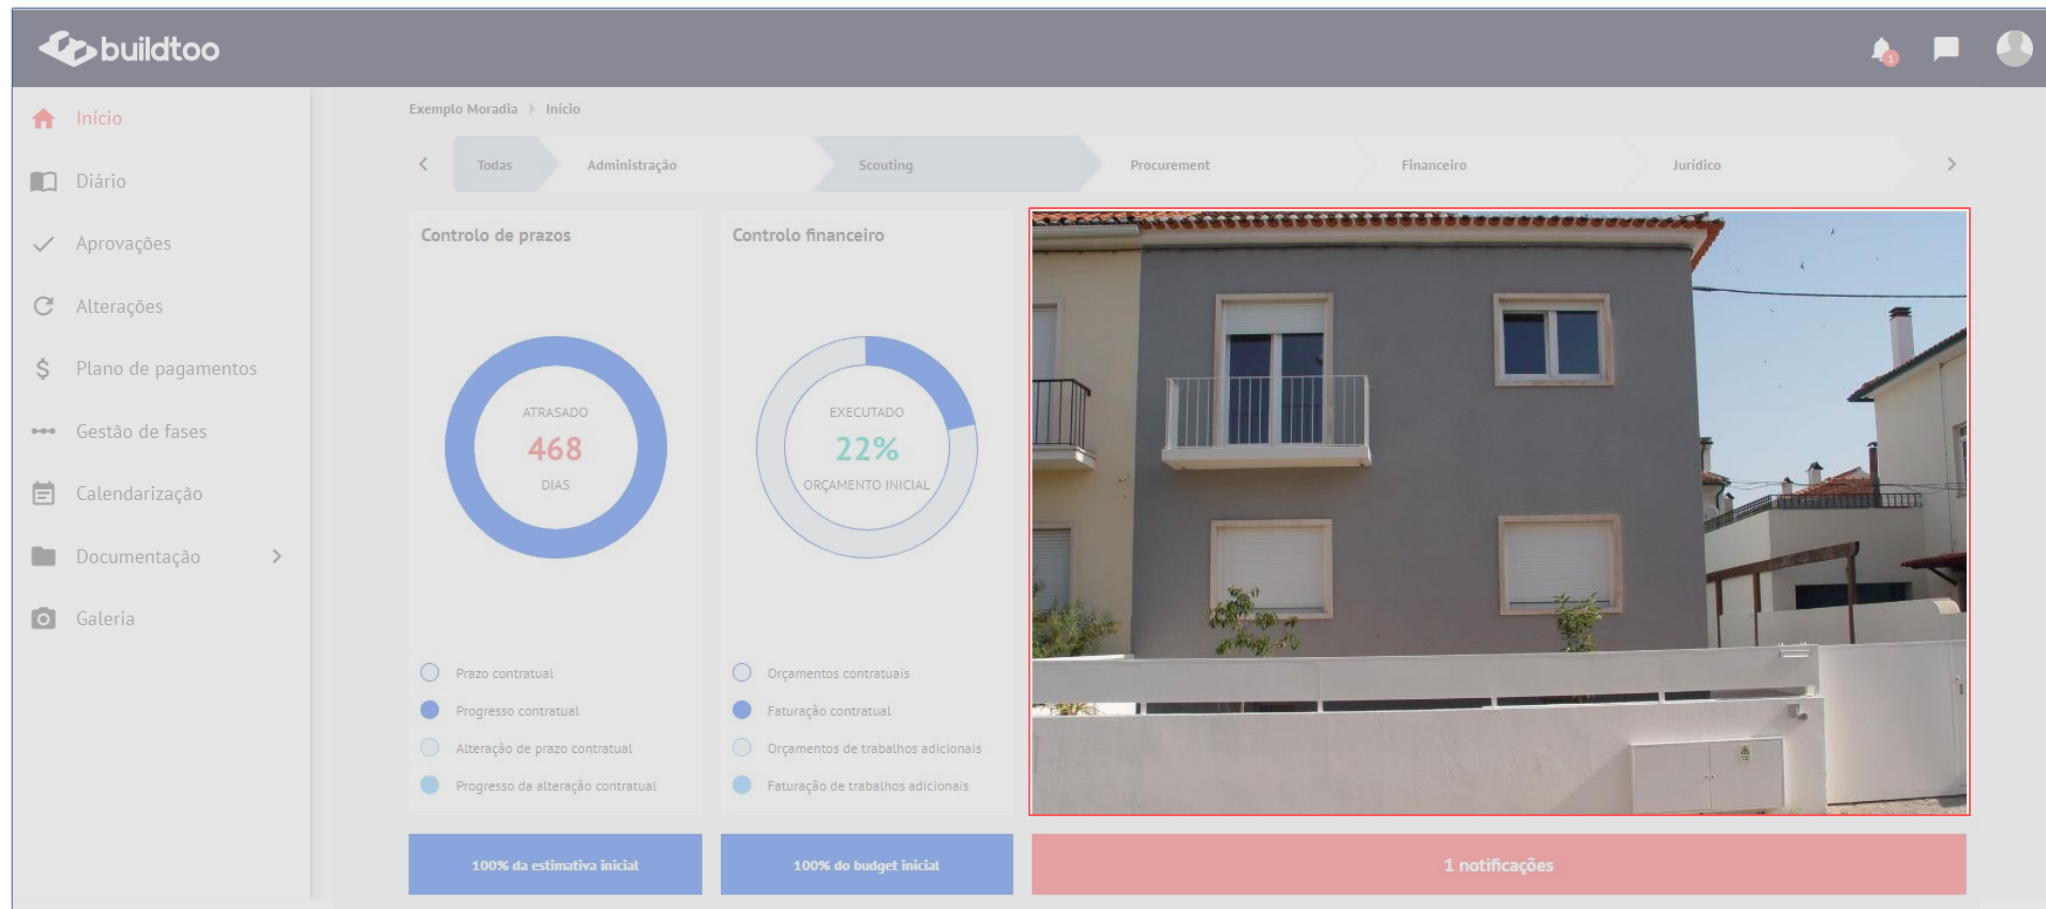 buildtoo
1
Início
Diário
Aprovações
Alterações
Plano de pagamentos
Gestão de fases
Calendarização
Documentação
Galeria
Exemplo Moradia Início
Todas Administração Scouting Procurement Financeiro Jurídico
Controlo de prazos
ATRASADO
468
DIAS
Prazo contratual
Progresso contratual
Alteração de prazo contratual
Progresso da alteração contratual
100% da estimativa inicial
Controlo financeiro
EXECUTADO
22%
ORÇAMENTO INICIAL
Orçamentos contratuais
Faturação contratual
Orçamentos de trabalhos adicionais
Faturação de trabalhos adicionais
100% do budget inicial
1 notificações